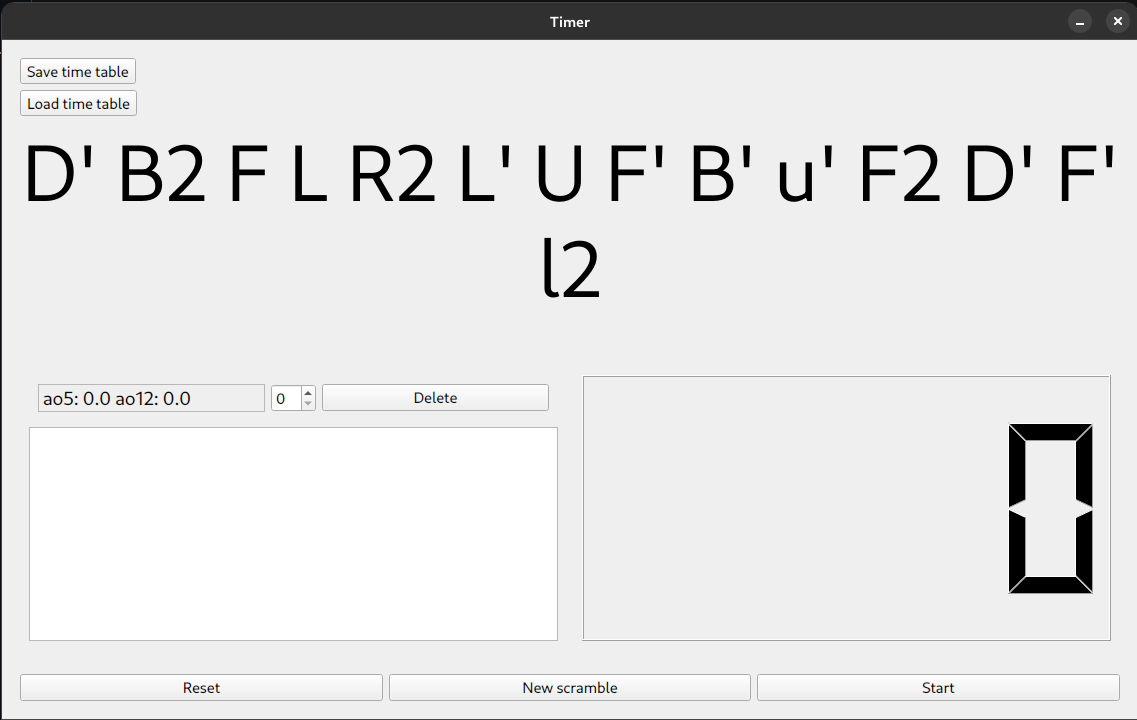 Timer
Save time table
Load time table
D' B2 F L R2 L' U F' B' u' F2 D' F'
l2
ao5: 0.0 ao12: 0.0
0
Delete
0
Reset
New scramble
Start